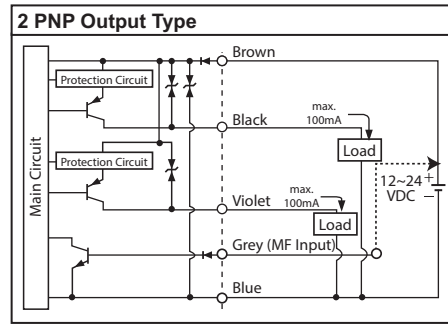 2 PNP Output Type
Brown
Protection Circuit
max.
100mA
Black
Load
Main Circuit
Protection Circuit
12~24
+
VDC
−
max.
100mA
Violet
Load
Grey (MF Input)
Blue